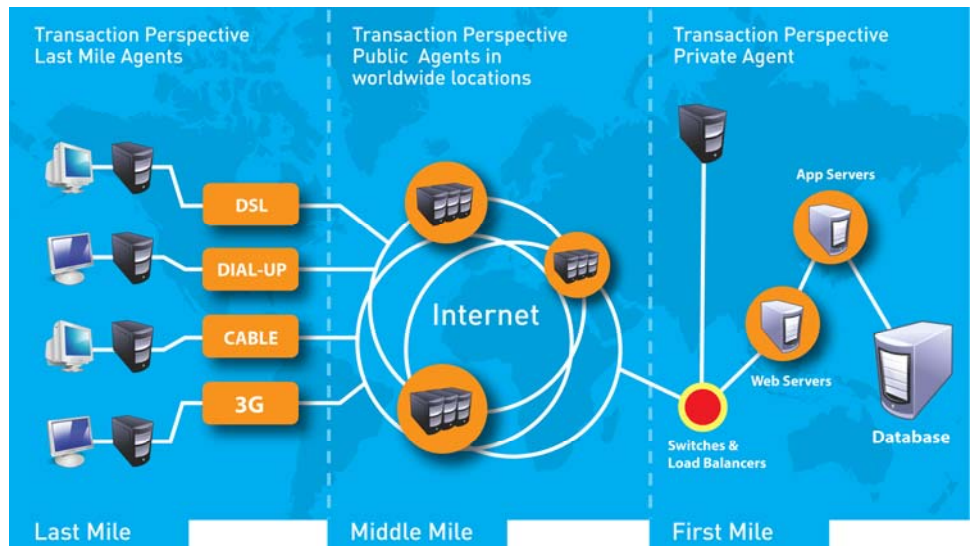 Transaction Perspective
Last Mile Agents
Transaction Perspective
Public Agents in
worldwide locations
Transaction Perspective
Private Agent
DSL
DIAL-UP
CABLE
3G
Internet
App Servers
Web Servers
Switches &
Load Balancers
Database
Last Mile
Middle Mile
First Mile